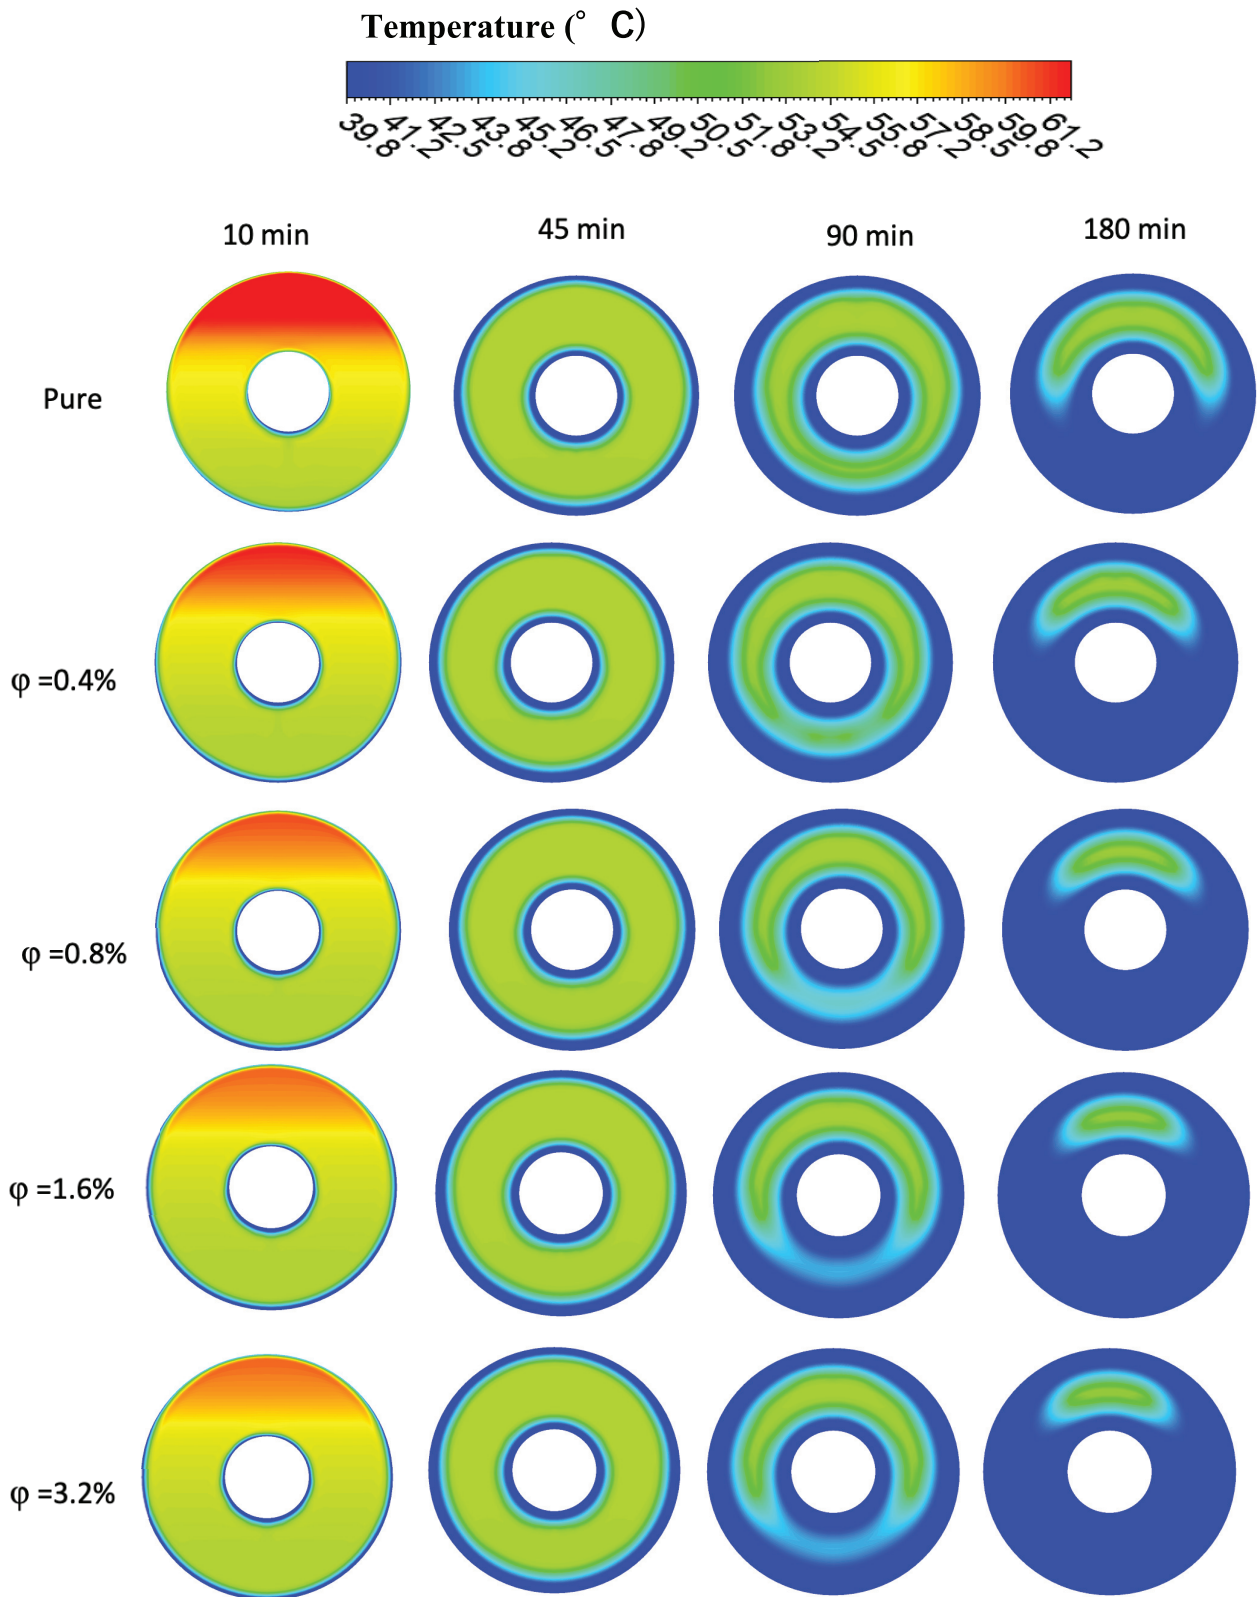 Temperature (° C)
39.8 41.2 42.5 43.8 45.2 46.5 47.8 49.2 50.5 51.8 53.2 54.5 55.8 57.2 58.5 59.8 61.2
10 min 45 min 90 min 180 min
Pure
φ =0.4%
φ =0.8%
φ =1.6%
φ =3.2%